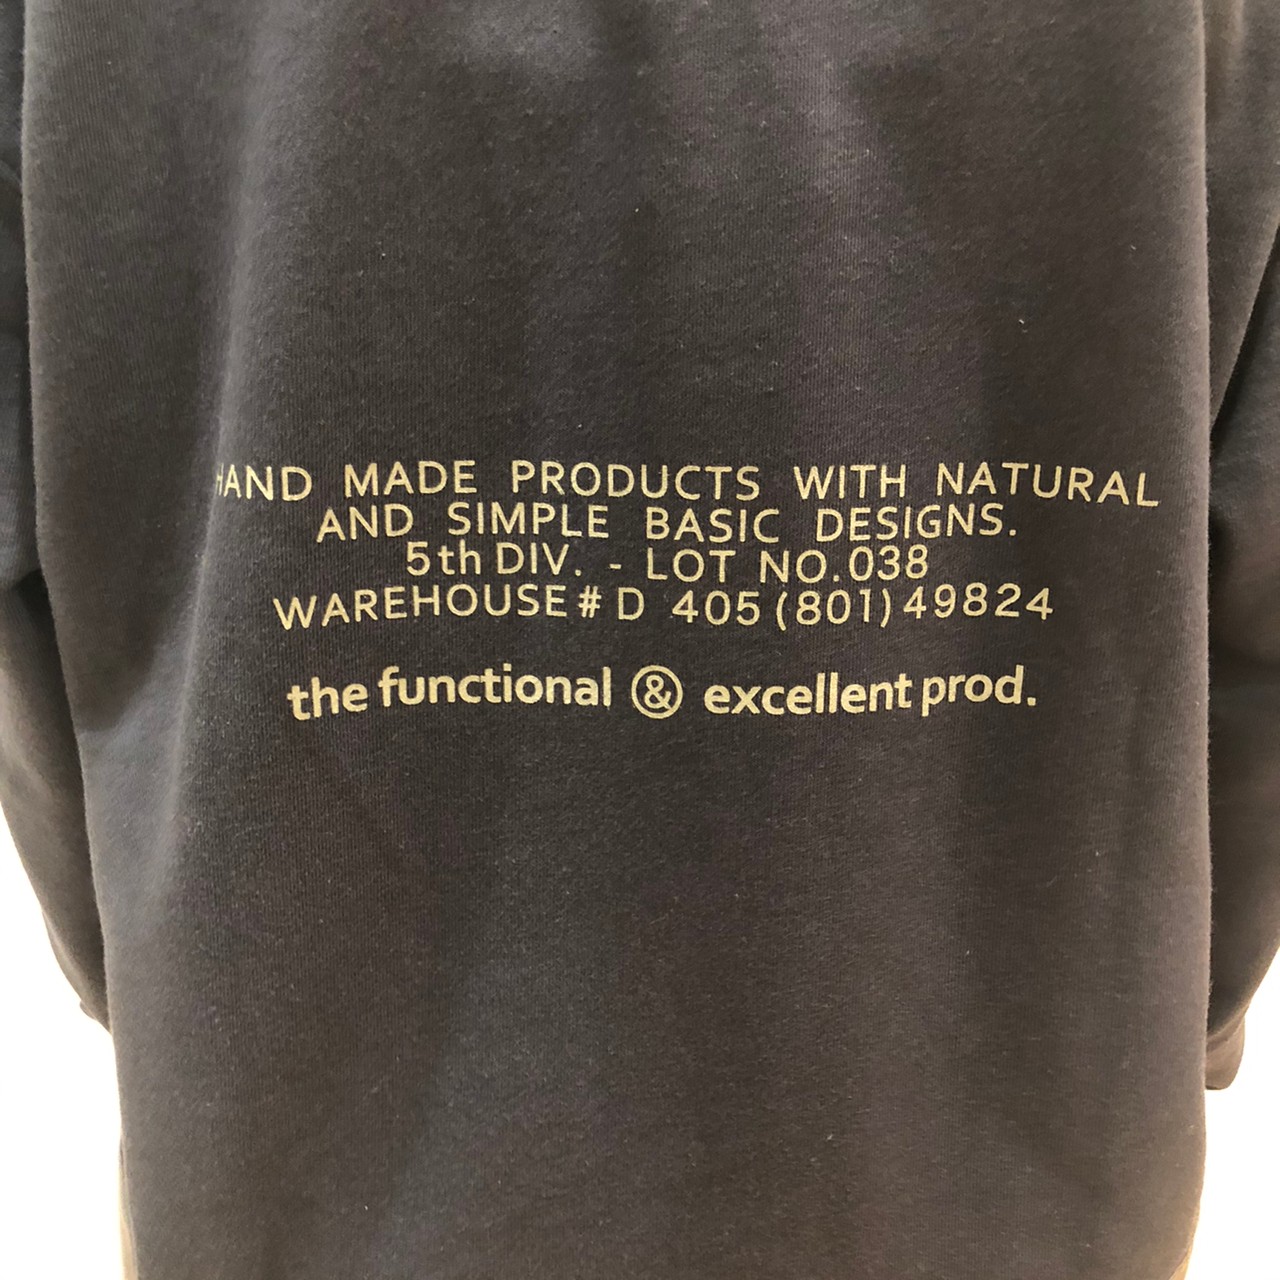 HAND MADE PRODUCTS WITH NATURAL
AND SIMPLE BASIC DESIGNS.
5th DIV. - LOT NO.038
WAREHOUSE # D 405 (801) 49824
the functional & excellent prod.